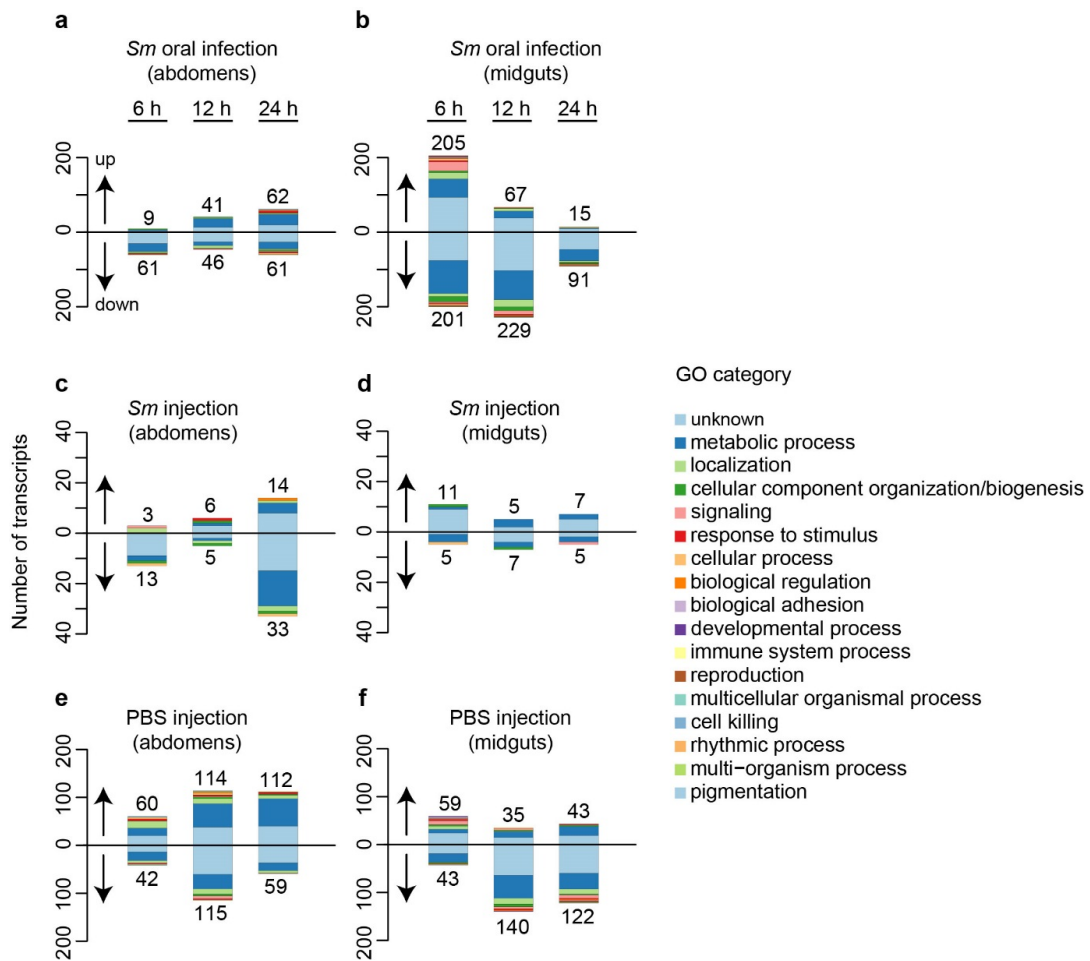 a
Sm oral infection
(abdomens)
6 h 12 h 24 h
200
100
0
200
up
down
9 41 62
61 46 61
b
Sm oral infection
(midguts)
6 h 12 h 24 h
200
100
0
200
205 67 15
201 229 91
Number of transcripts
c
Sm injection
(abdomens)
40
20
0
20
40
3 6 14
13 5 33
d
Sm injection
(midguts)
40
20
0
20
40
11 5 7
5 7 5
e
PBS injection
(abdomens)
200
100
0
100
200
60 114 112
42 115 59
f
PBS injection
(midguts)
200
100
0
100
200
59 35 43
43 140 122
GO category
unknown
metabolic process
localization
cellular component organization/biogenesis
signaling
response to stimulus
cellular process
biological regulation
biological adhesion
developmental process
immune system process
reproduction
multicellular organismal process
cell killing
rhythmic process
multi−organism process
pigmentation